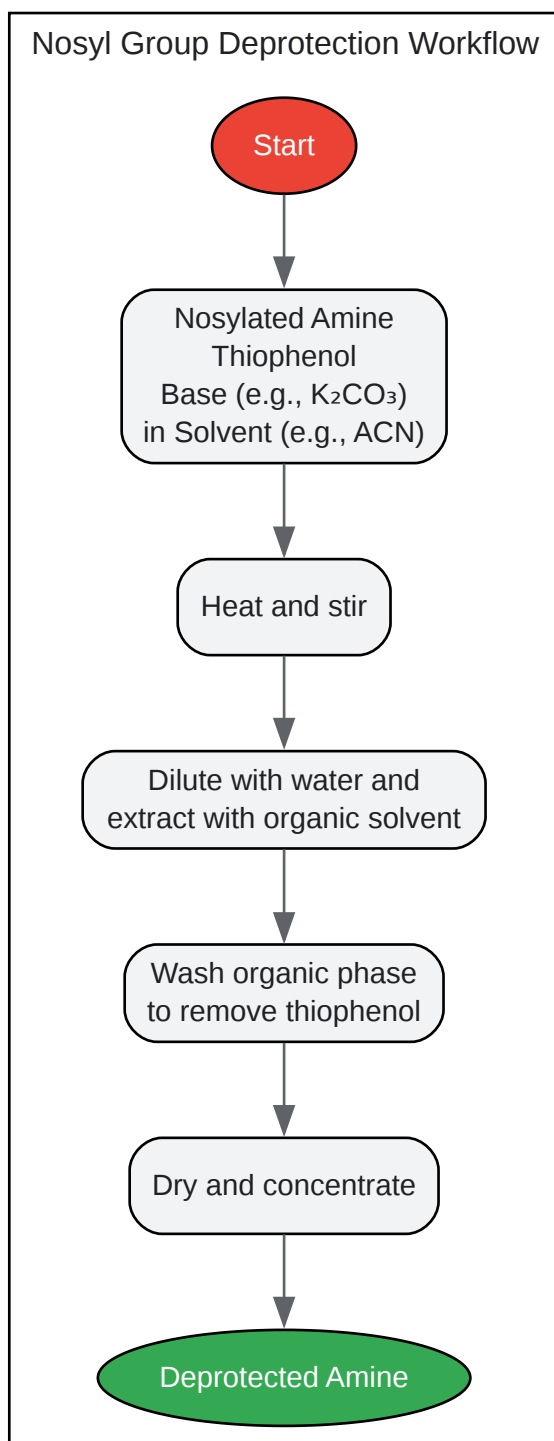 Nosyl Group Deprotection Workflow
Start
Nosylated Amine
Thiophenol
Base (e.g., K₂CO₃)
in Solvent (e.g., ACN)
Heat and stir
Dilute with water and
extract with organic solvent
Wash organic phase
to remove thiophenol
Dry and concentrate
Deprotected Amine